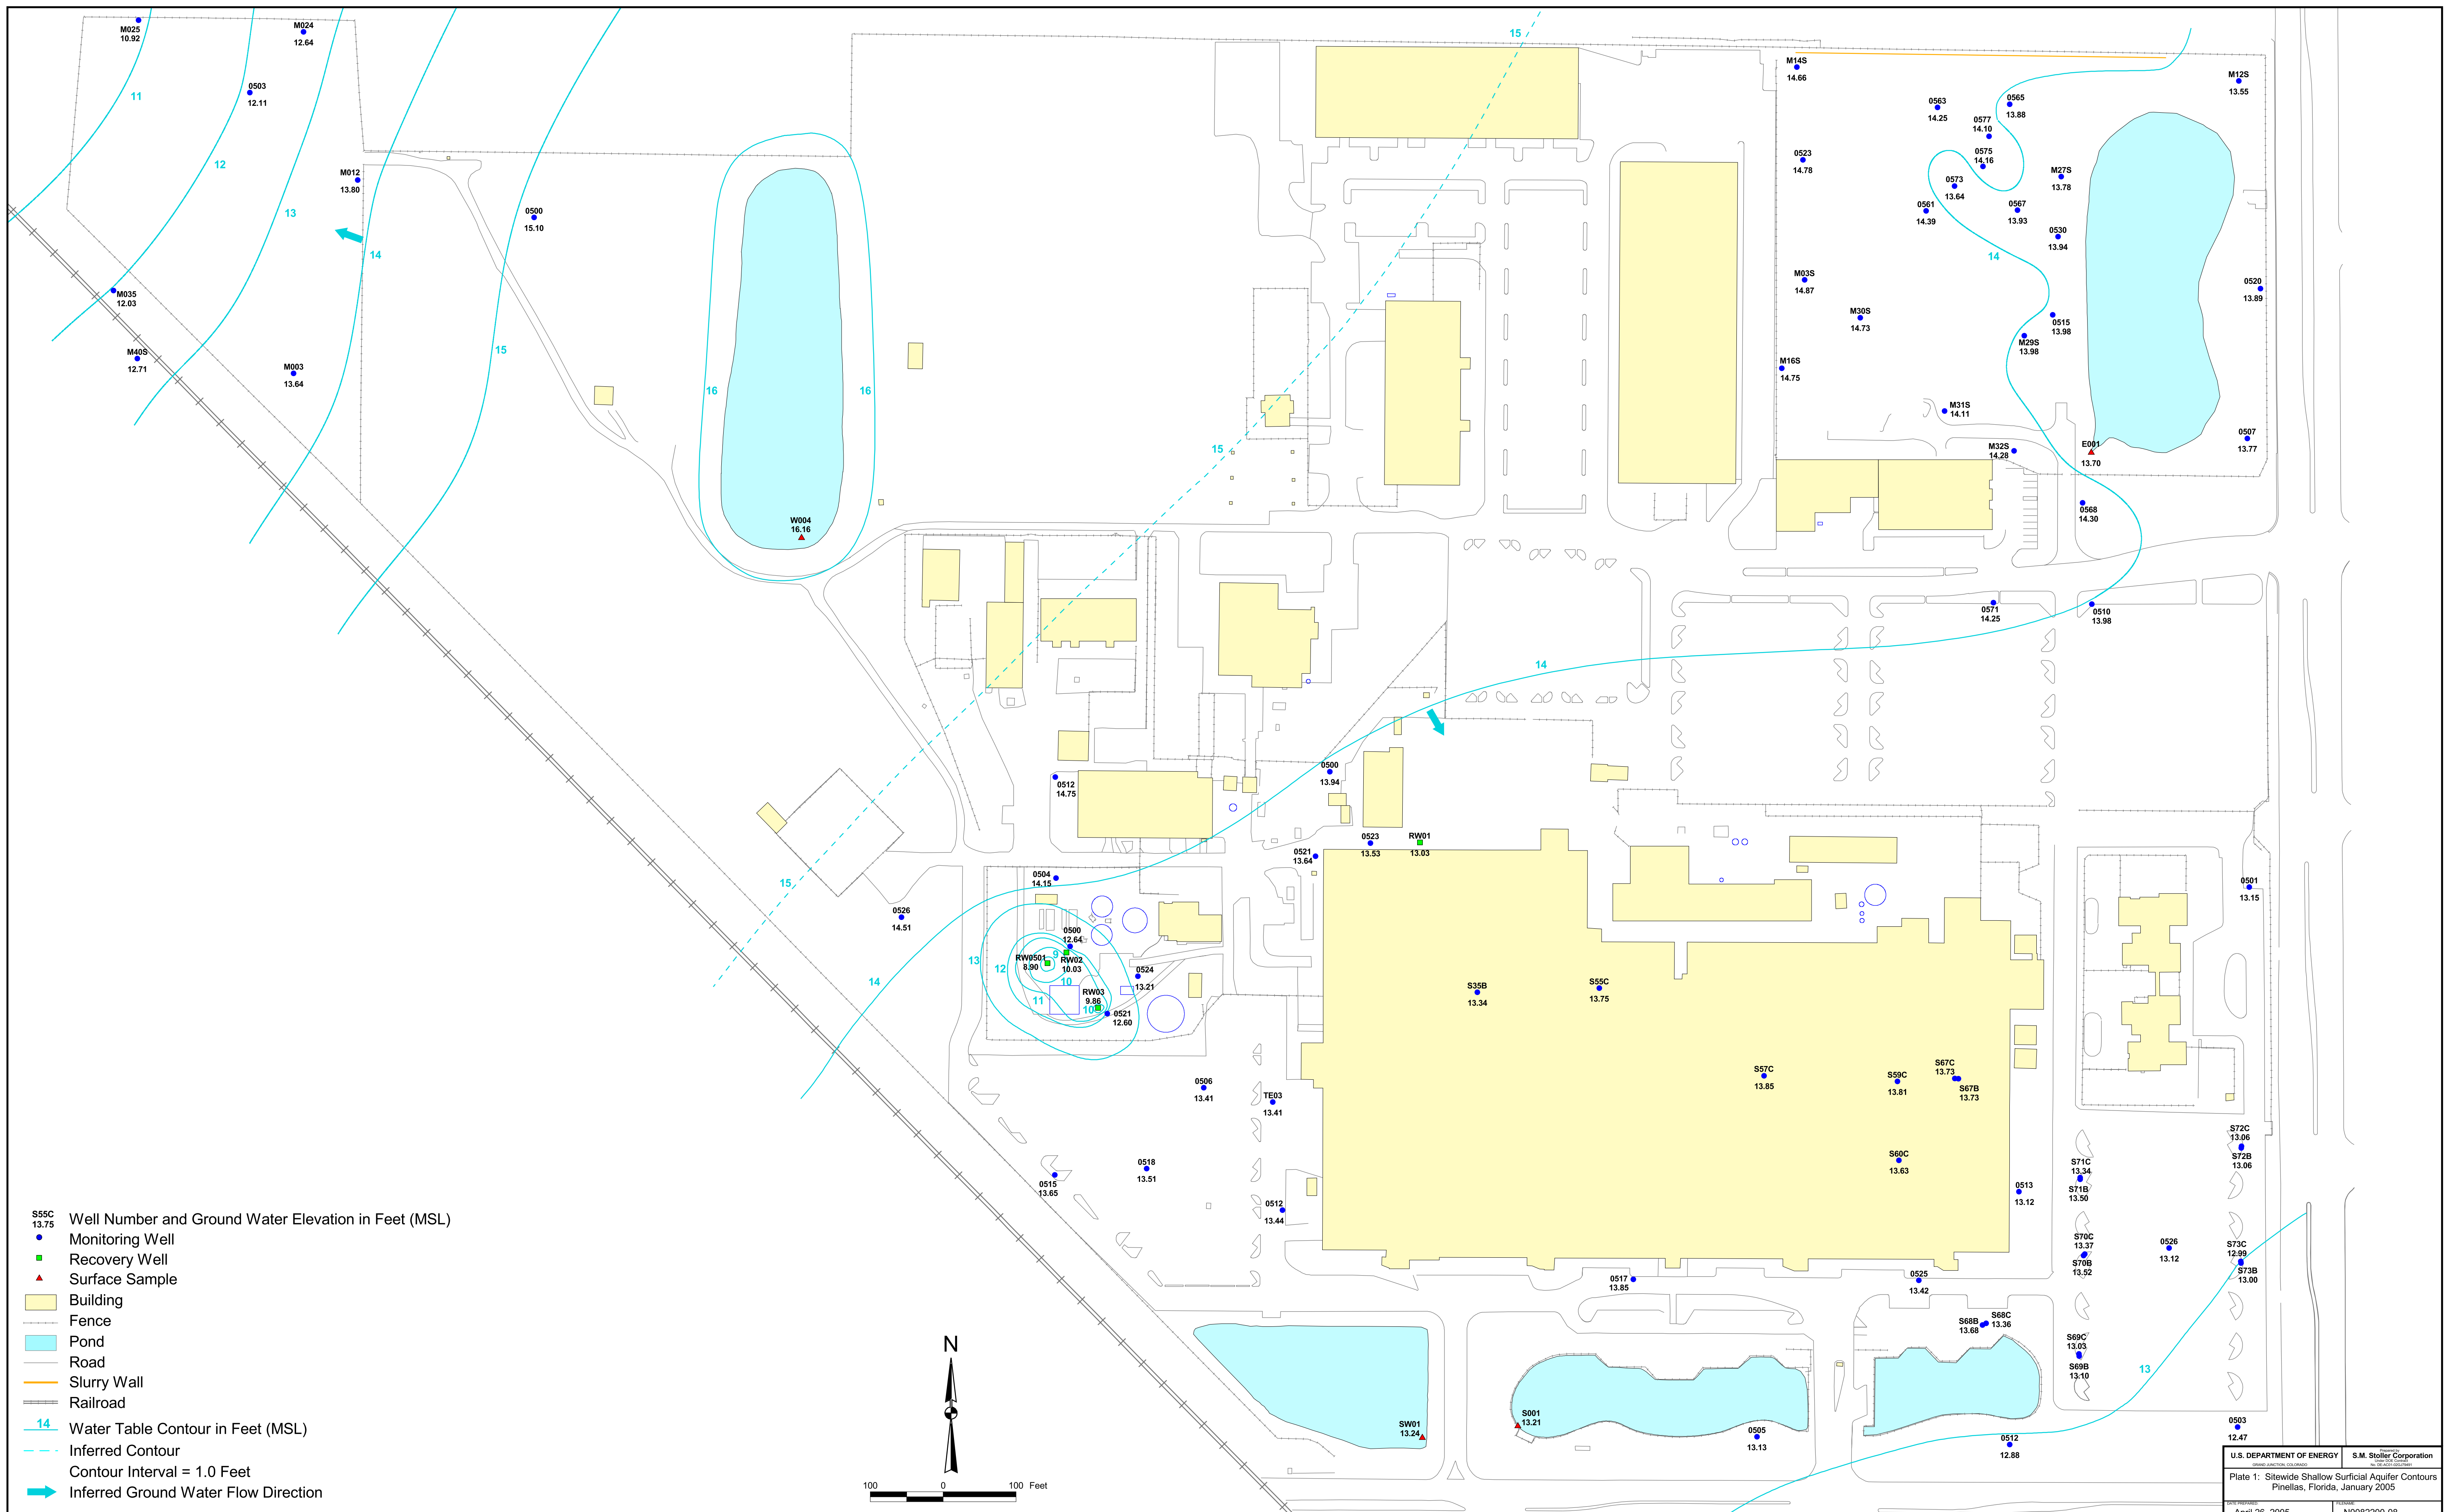 M025
10.92
M024
12.64
15
M14S
14.66
M12S
13.55
11
0503
12.11
0563
14.25
0565
13.88
0577
14.10
12
M012
13.80
0523
14.78
0575
14.16
M27S
13.78
0573
13.64
13
0500
15.10
0561
14.39
0567
13.93
0530
13.94
14
14
M035
12.03
M03S
14.87
0520
13.89
M30S
14.73
0515
13.98
M29S
13.98
15
M40S
12.71
M003
13.64
M16S
14.75
16
16
M31S
14.11
15
M32S
14.28
E001
13.70
0507
13.77
W004
16.16
0568
14.30
0571
14.25
0510
13.98
14
0512
14.75
0500
13.94
0523
13.53
RW01
13.03
0521
13.64
0504
14.15
15
0501
13.15
0526
14.51
0500
12.64
13
12
RW0501
8.90
9
RW02
10.03
10
14
11
RW03
9.86
10
0524
13.21
0521
12.60
S35B
13.34
S55C
13.75
S57C
13.85
S59C
13.81
S67C
13.73
S67B
13.73
0506
13.41
TE03
13.41
S72C
13.06
S72B
13.06
0518
13.51
0515
13.65
S60C
13.63
S71C
13.34
S71B
13.50
0513
13.12
0512
13.44
S70C
13.37
S70B
13.52
0526
13.12
S73C
12.99
S73B
13.00
0517
13.85
0525
13.42
S68B
13.68
S68C
13.36
S69C
13.03
S69B
13.10
13
SW01
13.24
S001
13.21
0505
13.13
0512
12.88
0503
12.47
S55C
13.75
Well Number and Ground Water Elevation in Feet (MSL)
Monitoring Well
Recovery Well
Surface Sample
Building
Fence
Pond
Road
Slurry Wall
Railroad
14
Water Table Contour in Feet (MSL)
Inferred Contour
Contour Interval = 1.0 Feet
Inferred Ground Water Flow Direction
N
100 0 100 Feet
U.S. DEPARTMENT OF ENERGY
GRAND JUNCTION, COLORADO
Prepared by
S.M. Stoller Corporation
Under DOE Contract
Plate 1: Sitewide Shallow Surficial Aquifer Contours
Pinellas, Florida, January 2005
DATE PREPARED:
April 26, 2005
FILENAME: